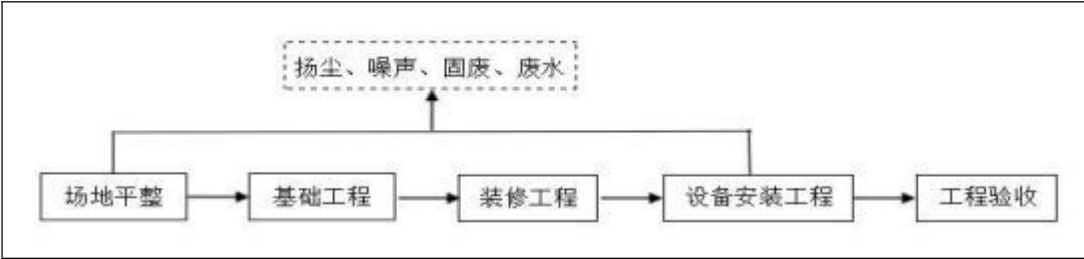 扬尘、噪声、固废、废水
场地平整
基础工程
装修工程
设备安装工程
工程验收